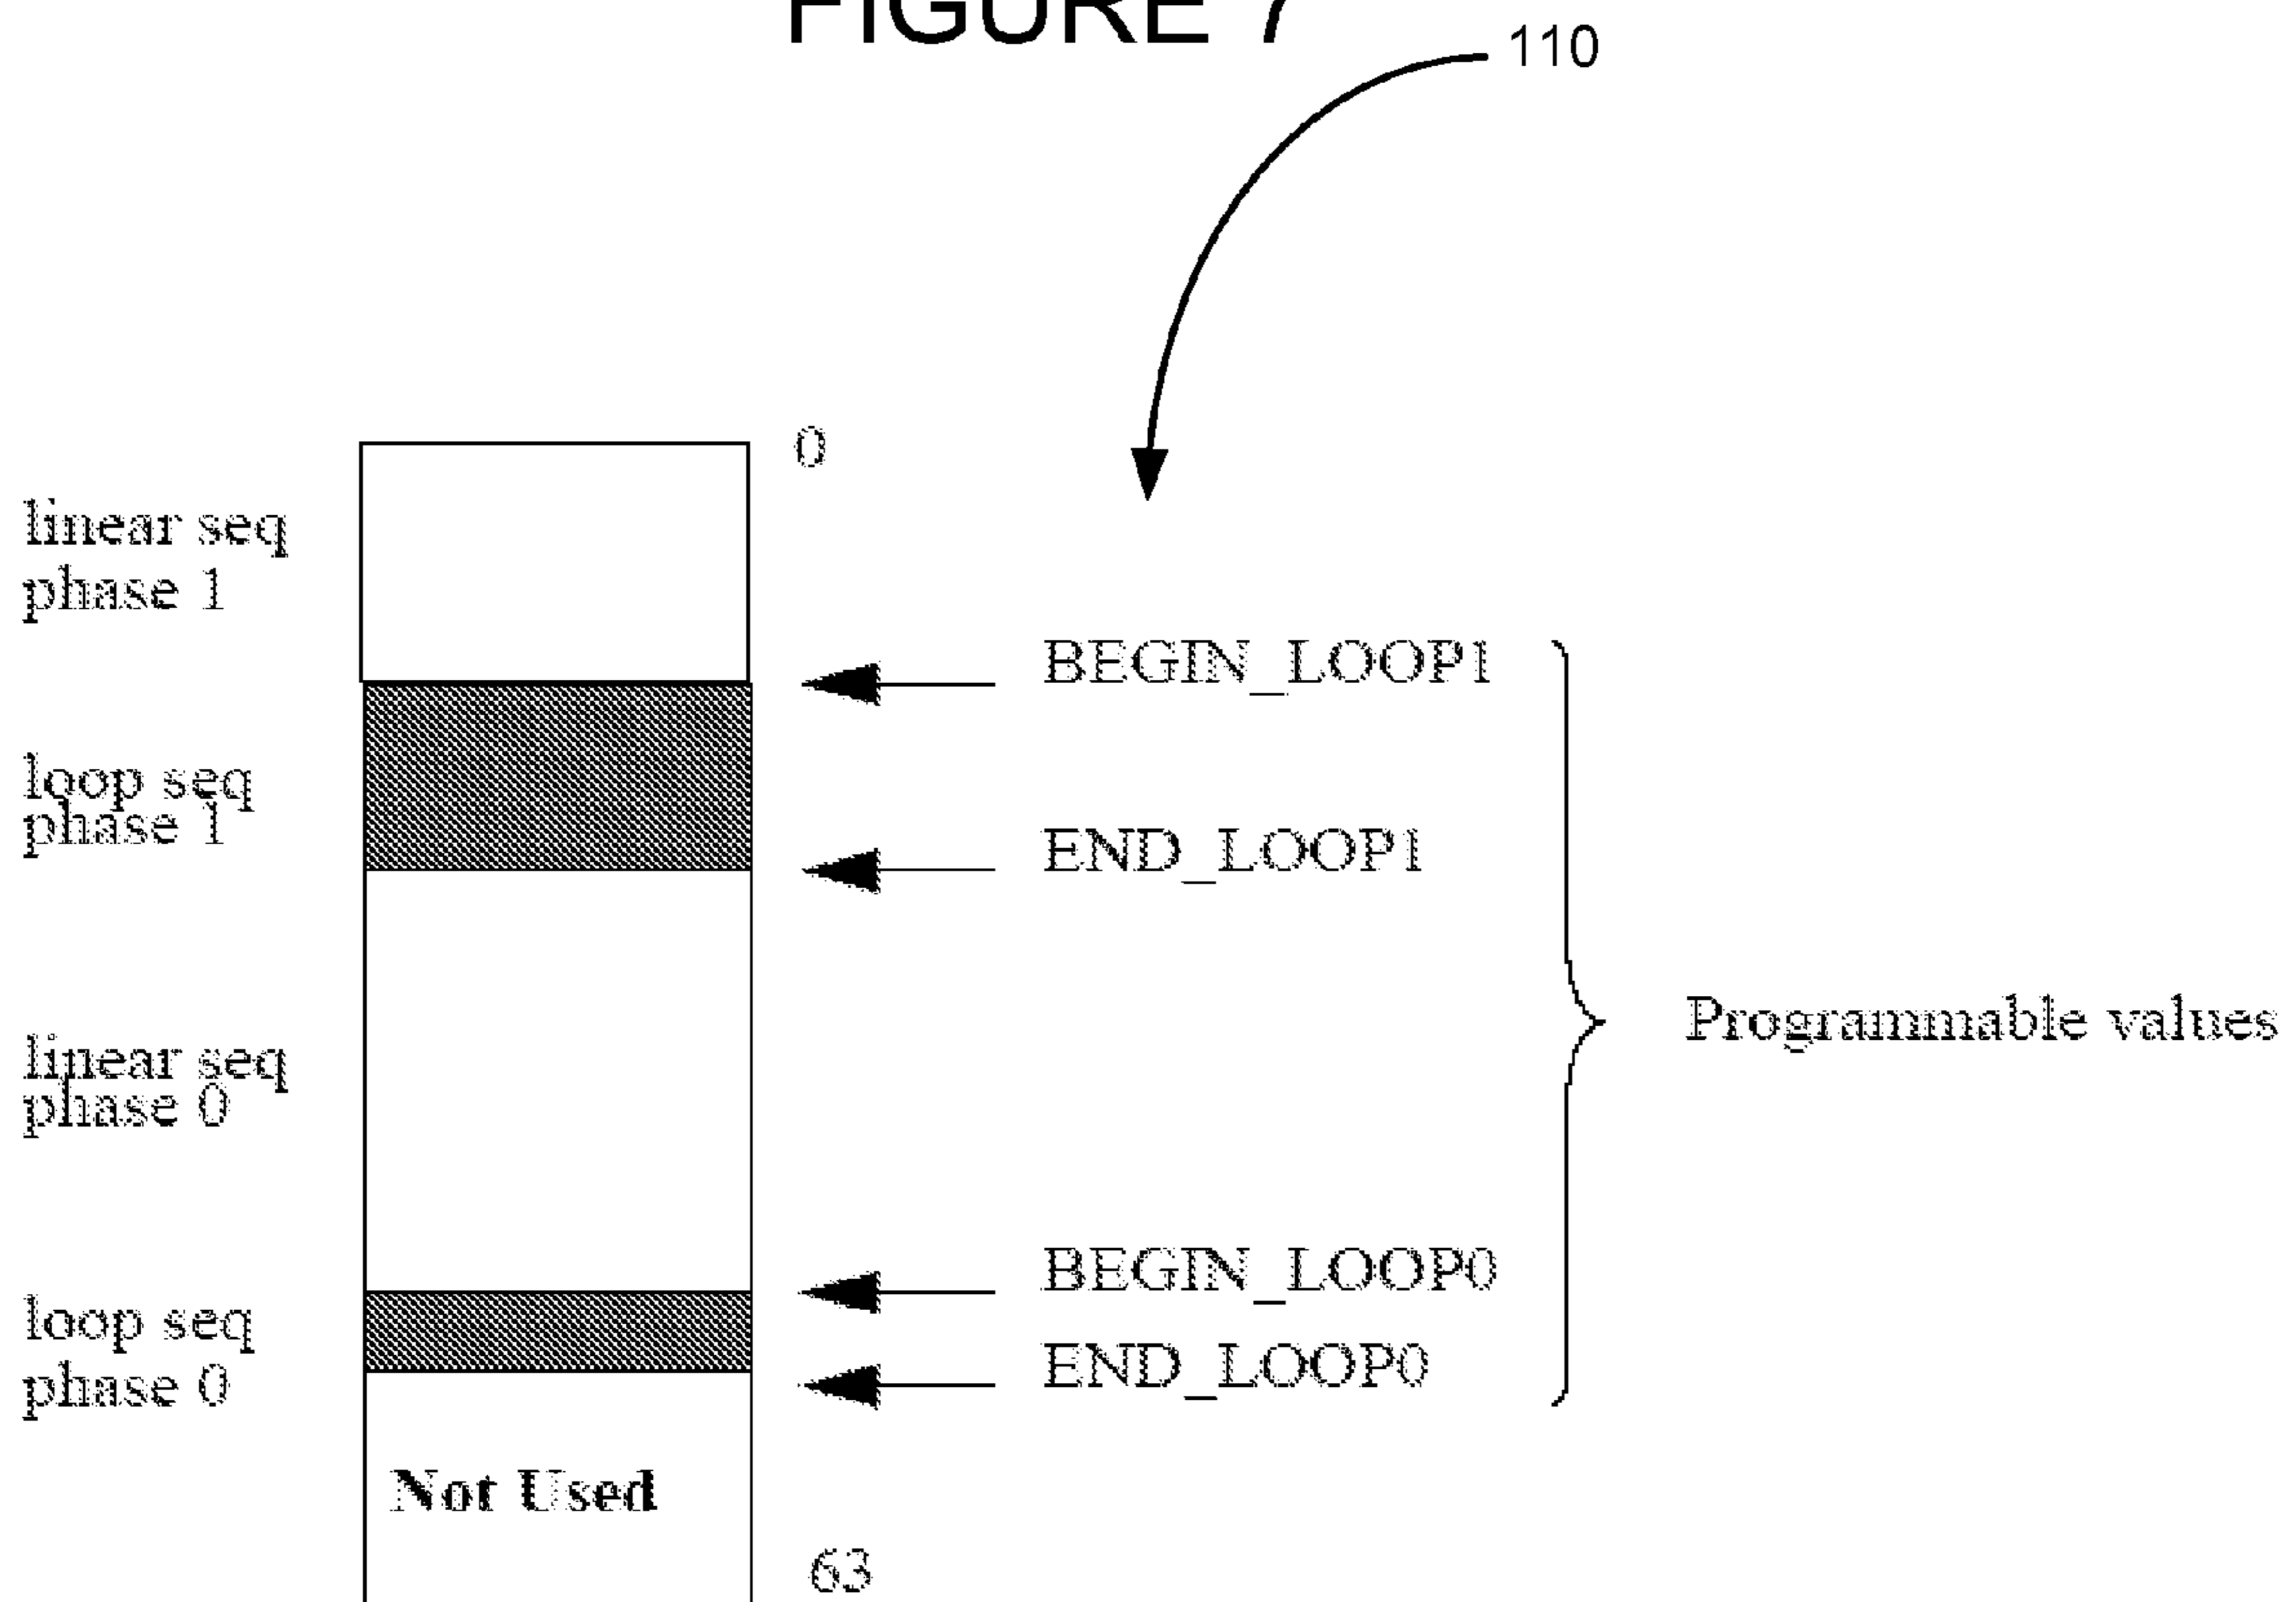 FIGURE 7
110
0
linear seq
phase 1
BEGIN_LOOP1
loop seq
phase 1
END_LOOP1
Programmable values
linear seq
phase 0
BEGIN_LOOP0
loop seq
phase 0
END_LOOP0
Not Used
63